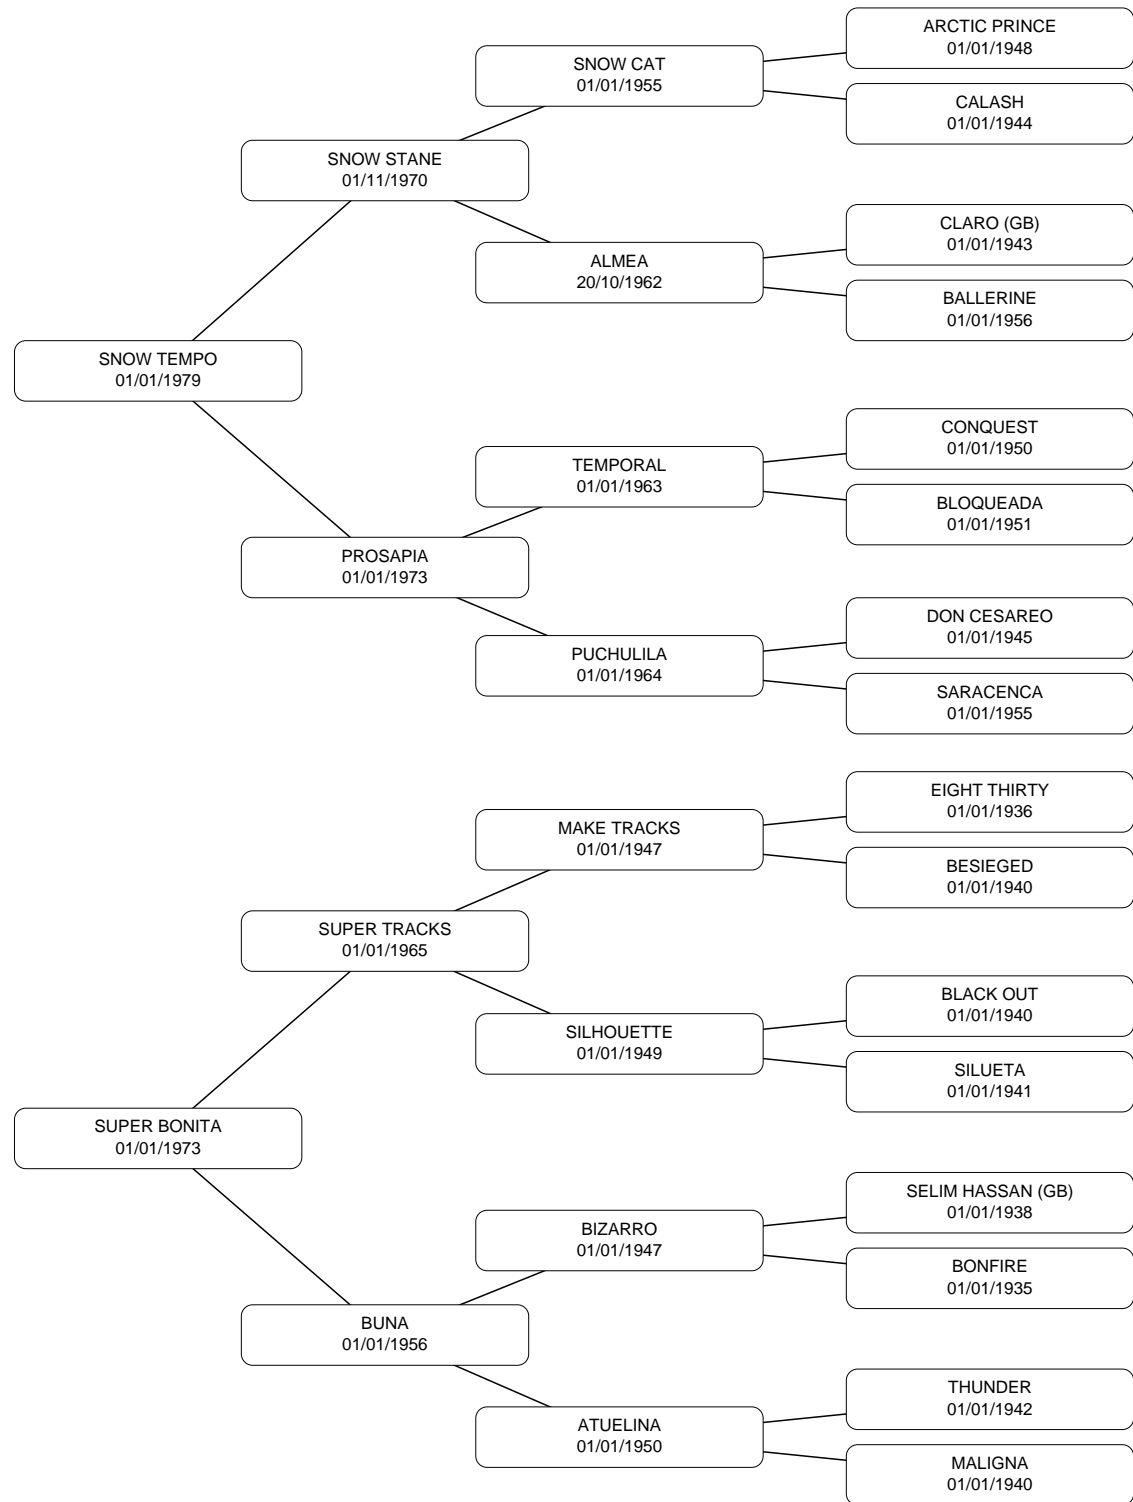 ARCTIC PRINCE
01/01/1948
SNOW CAT
01/01/1955
CALASH
01/01/1944
SNOW STANE
01/11/1970
CLARO (GB)
01/01/1943
ALMEA
20/10/1962
BALLERINE
01/01/1956
SNOW TEMPO
01/01/1979
CONQUEST
01/01/1950
TEMPORAL
01/01/1963
BLOQUEADA
01/01/1951
PROSAPIA
01/01/1973
DON CESAREO
01/01/1945
PUCHULILA
01/01/1964
SARACENCA
01/01/1955
EIGHT THIRTY
01/01/1936
MAKE TRACKS
01/01/1947
BESIEGED
01/01/1940
SUPER TRACKS
01/01/1965
BLACK OUT
01/01/1940
SILHOUETTE
01/01/1949
SILUETA
01/01/1941
SUPER BONITA
01/01/1973
SELIM HASSAN (GB)
01/01/1938
BIZARRO
01/01/1947
BONFIRE
01/01/1935
BUNA
01/01/1956
THUNDER
01/01/1942
ATUELINA
01/01/1950
MALIGNA
01/01/1940